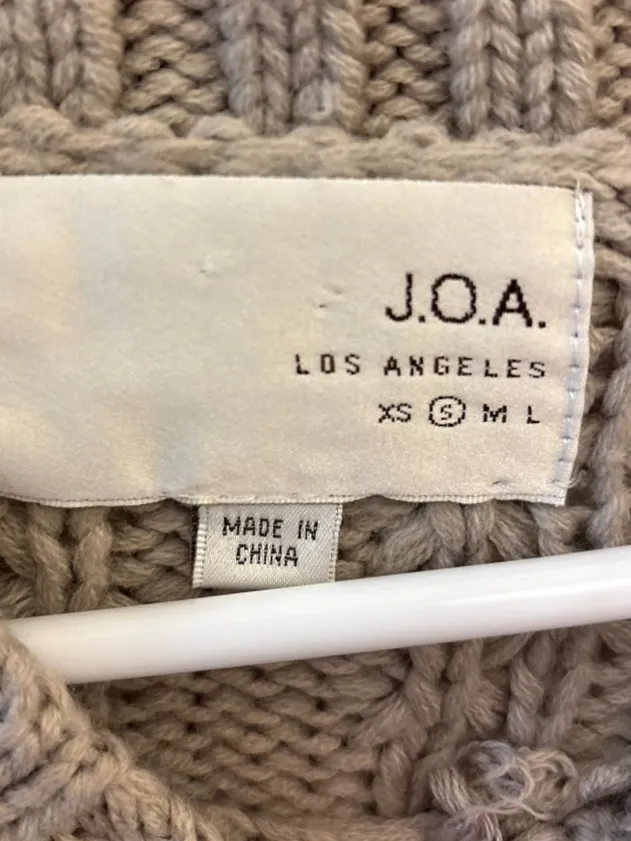 J.O.A.
LOS ANGELES
XS Ⓢ M L
MADE IN
CHINA